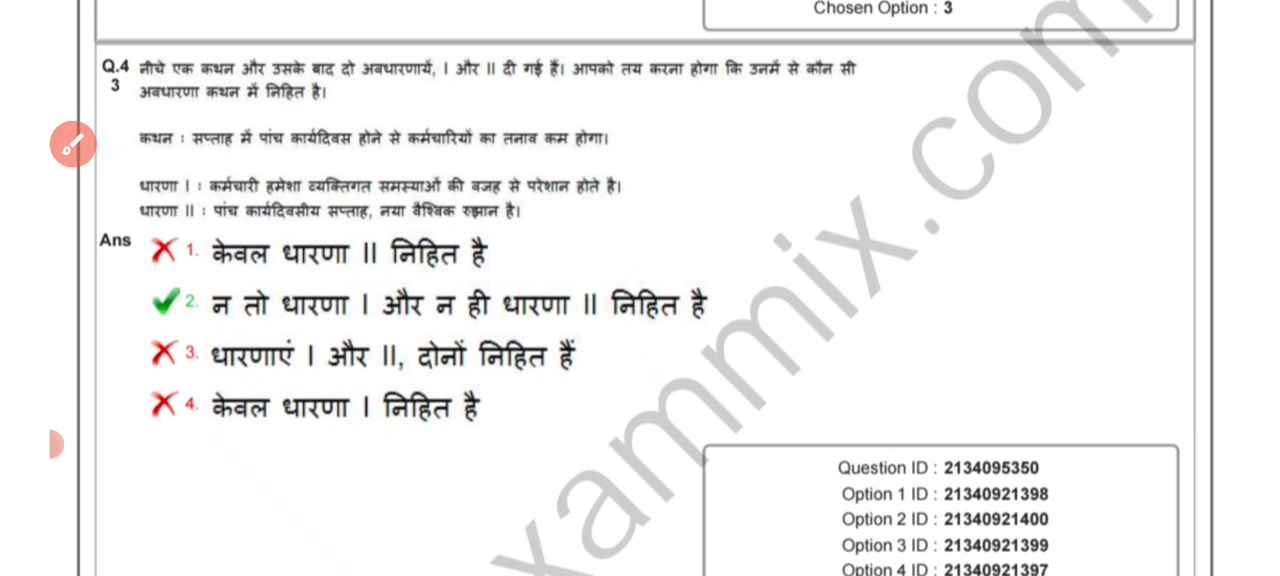 Chosen Option : 3
Q.4 नीचे एक कथन और उसके बाद दो अवधारणायें, I और II दी गई हैं। आपको तय करना होगा कि उनमें से कौन सी
3 अवधारणा कथन में निहित है।
कथन : सप्ताह में पांच कार्यदिवस होने से कर्मचारियों का तनाव कम होगा।
धारणा I : कर्मचारी हमेशा व्यक्तिगत समस्याओं की वजह से परेशान होते है।
धारणा II : पांच कार्यदिवसीय सप्ताह, नया वैश्विक रुझान है।
Ans 1. केवल धारणा II निहित है
2. न तो धारणा I और न ही धारणा II निहित है
3. धारणाएं I और II, दोनों निहित हैं
4. केवल धारणा I निहित है
xammix.com
Question ID : 2134095350
Option 1 ID : 21340921398
Option 2 ID : 21340921400
Option 3 ID : 21340921399
Option 4 ID : 21340921397